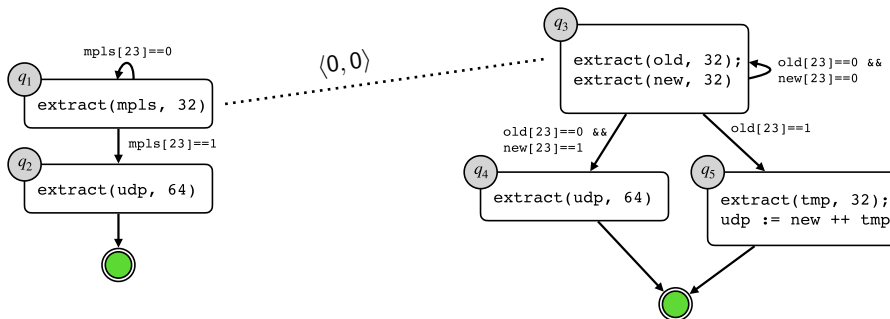 mpls[23]==0
q1
extract(mpls, 32)
mpls[23]==1
q2
extract(udp, 64)
⟨0, 0⟩
q3
extract(old, 32);
extract(new, 32)
old[23]==0 &&
new[23]==0
old[23]==0 &&
new[23]==1
old[23]==1
q4
extract(udp, 64)
q5
extract(tmp, 32);
udp := new ++ tmp